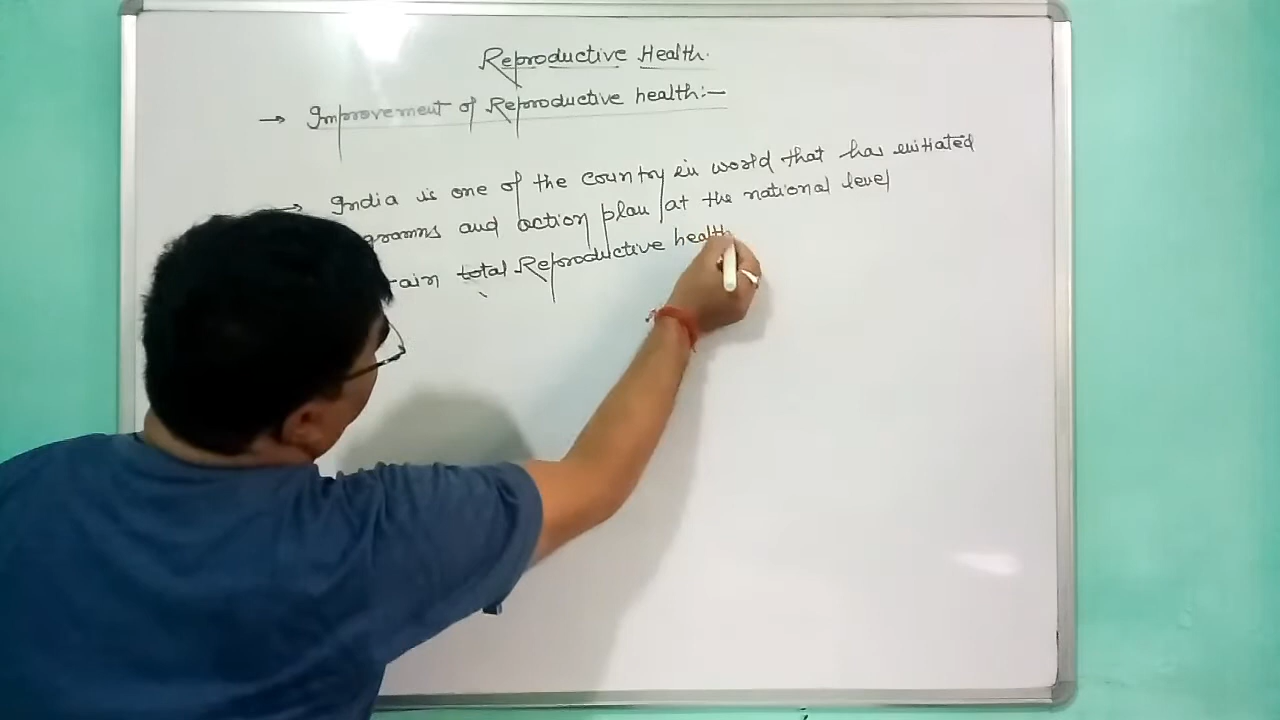 Reproductive Health.
→ Improvement of Reproductive health:-
→ India is one of the country in world that has initiated
and action plan at the national level
total Reproductive health